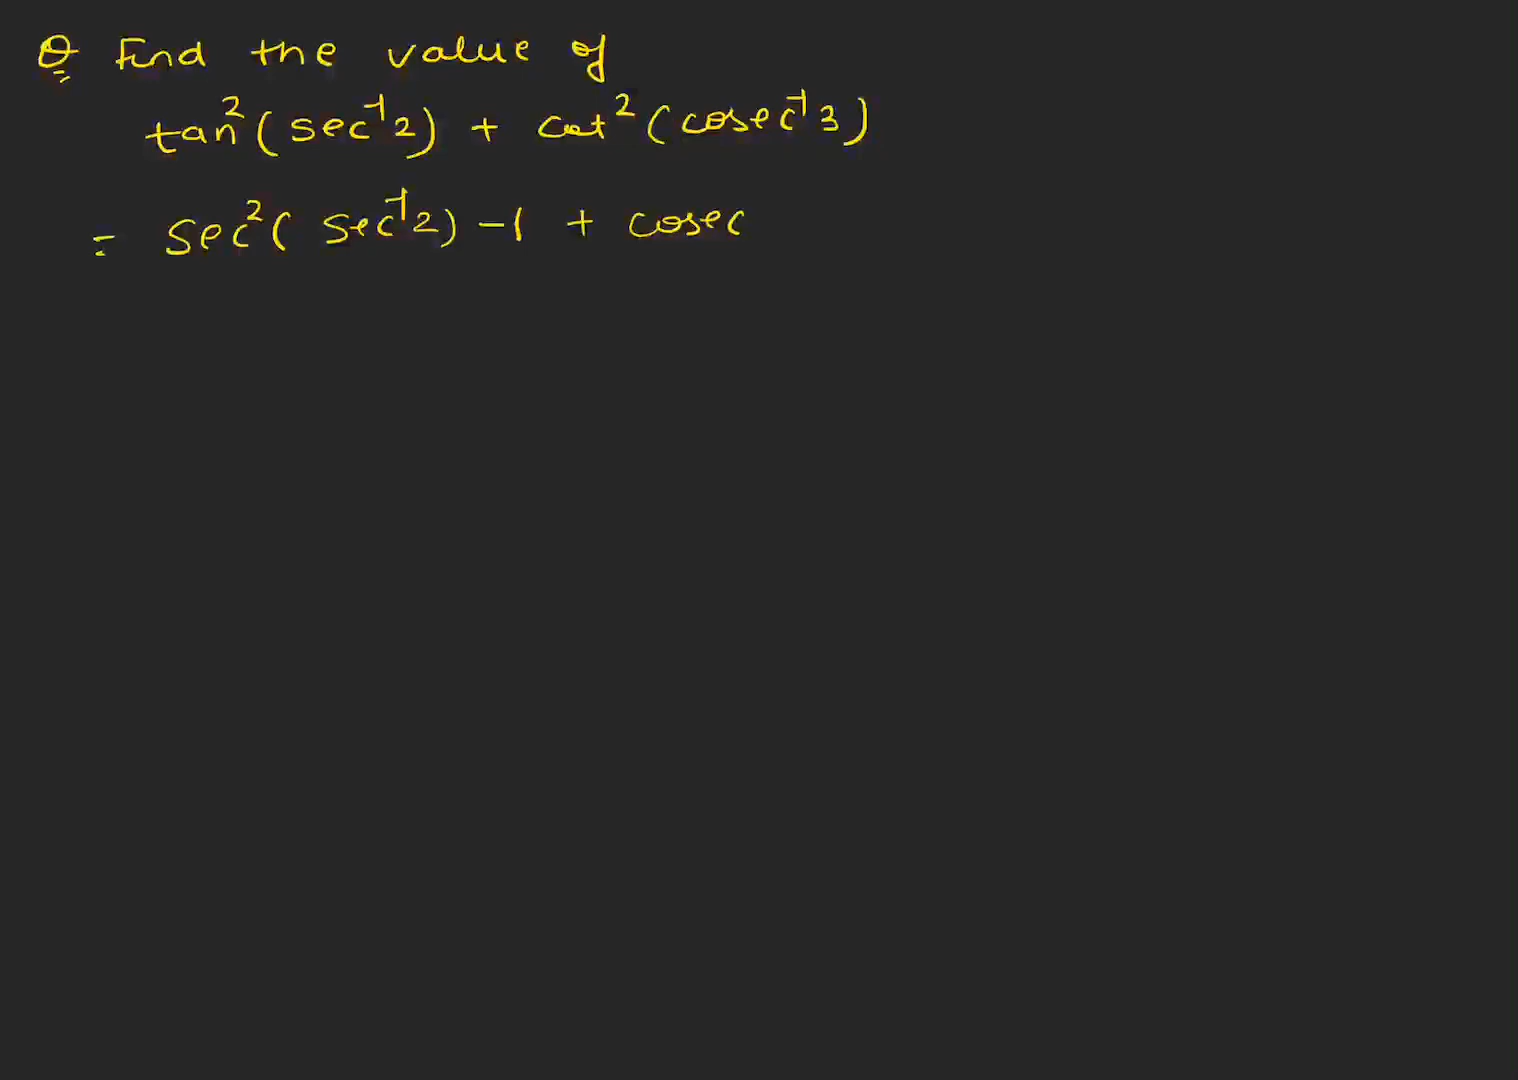 Q Find the value of
tan²(sec⁻¹2) + cot²(cosec⁻¹3)
= sec²(sec⁻¹2) -1 + cosec